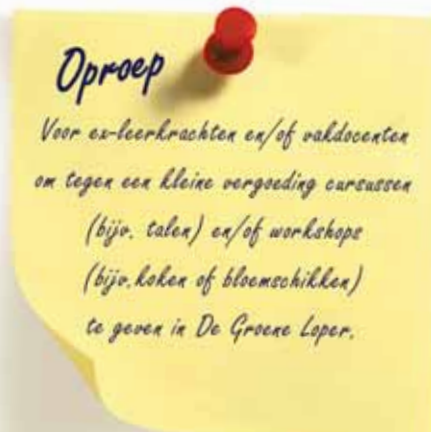 Oproep
Voor ex-leerkrachten en/of vakdocenten
om tegen een kleine vergoeding cursussen
(bijv. talen) en/of workshops
(bijv.koken of bloemschikken)
te geven in De Groene Loper.